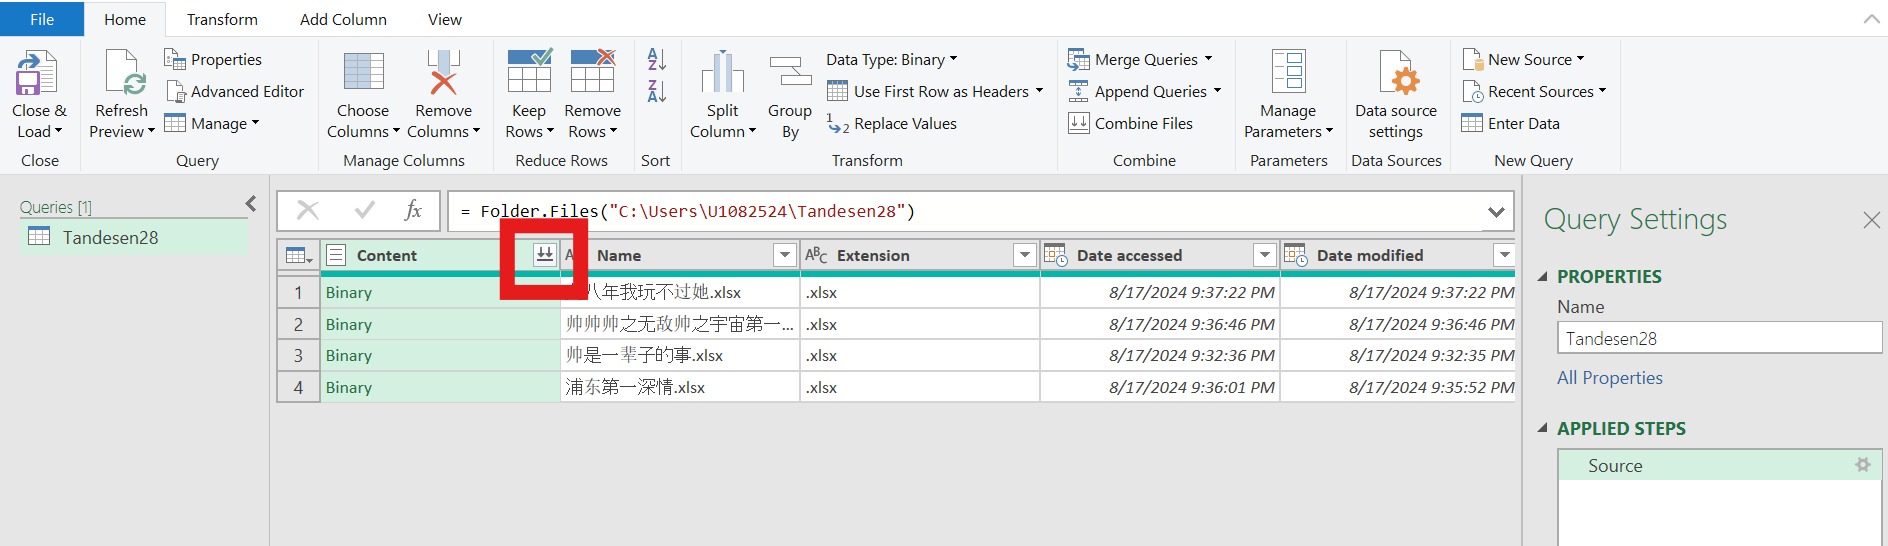 File Home Transform Add Column View
Close & Load
Close
Refresh Preview
Properties
Advanced Editor
Manage
Query
Choose Columns
Remove Columns
Manage Columns
Keep Rows
Remove Rows
Reduce Rows
A Z
Z A
Sort
Split Column
Group By
Data Type: Binary
Use First Row as Headers
1 2 Replace Values
Transform
Merge Queries
Append Queries
Combine Files
Combine
Manage Parameters
Parameters
Data source settings
Data Sources
New Source
Recent Sources
Enter Data
New Query
Queries [1]
Tandesen28
fx = Folder.Files("C:\Users\U1082524\Tandesen28")
Content Name ABC Extension Date accessed Date modified
1 Binary 八年我玩不过她.xlsx .xlsx 8/17/2024 9:37:22 PM 8/17/2024 9:37:22 PM
2 Binary 帅帅帅之无敌帅之宇宙第一... .xlsx 8/17/2024 9:36:46 PM 8/17/2024 9:36:46 PM
3 Binary 帅是一辈子的事.xlsx .xlsx 8/17/2024 9:32:36 PM 8/17/2024 9:32:35 PM
4 Binary 浦东第一深情.xlsx .xlsx 8/17/2024 9:36:01 PM 8/17/2024 9:35:52 PM
Query Settings
PROPERTIES
Name
Tandesen28
All Properties
APPLIED STEPS
Source